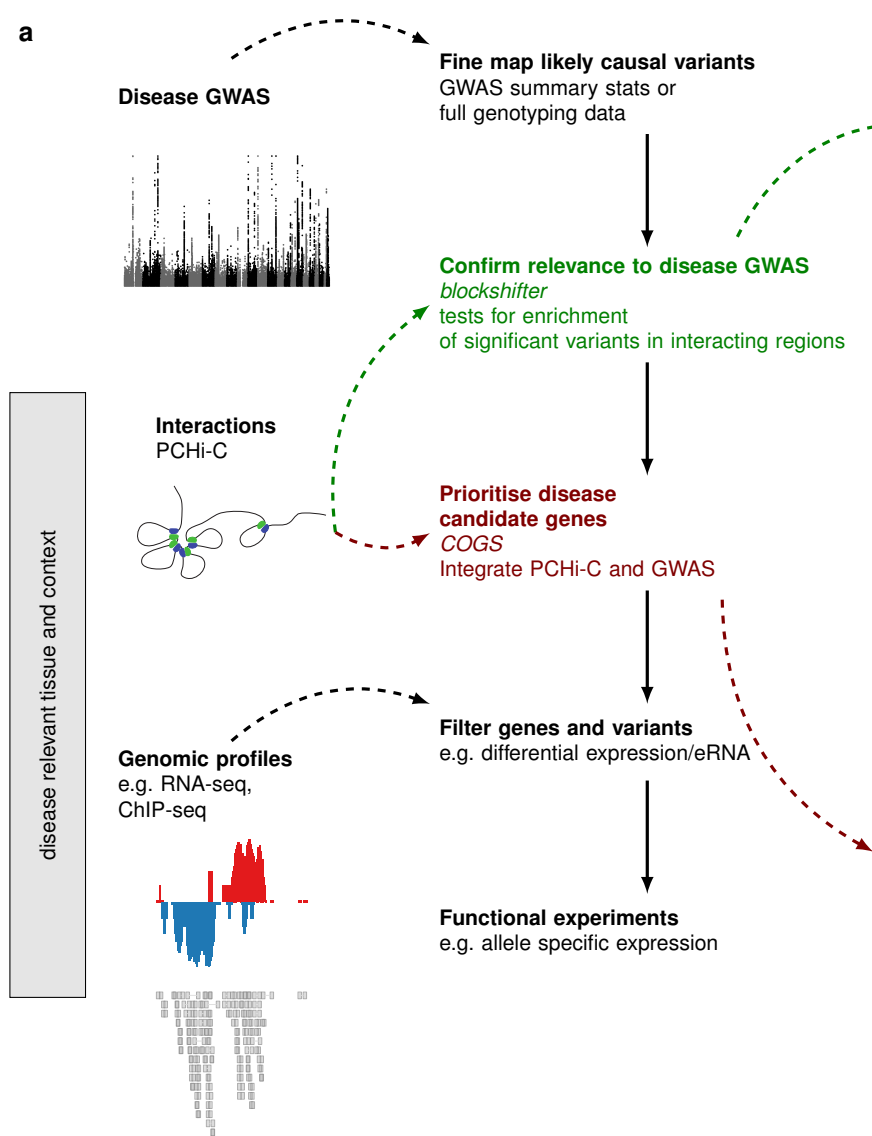 a
Disease GWAS
Fine map likely causal variants
GWAS summary stats or
full genotyping data
Confirm relevance to disease GWAS
blockshifter
tests for enrichment
of significant variants in interacting regions
disease relevant tissue and context
Interactions
PCHi-C
Prioritise disease
candidate genes
COGS
Integrate PCHi-C and GWAS
Genomic profiles
e.g. RNA-seq,
ChIP-seq
Filter genes and variants
e.g. differential expression/eRNA
Functional experiments
e.g. allele specific expression